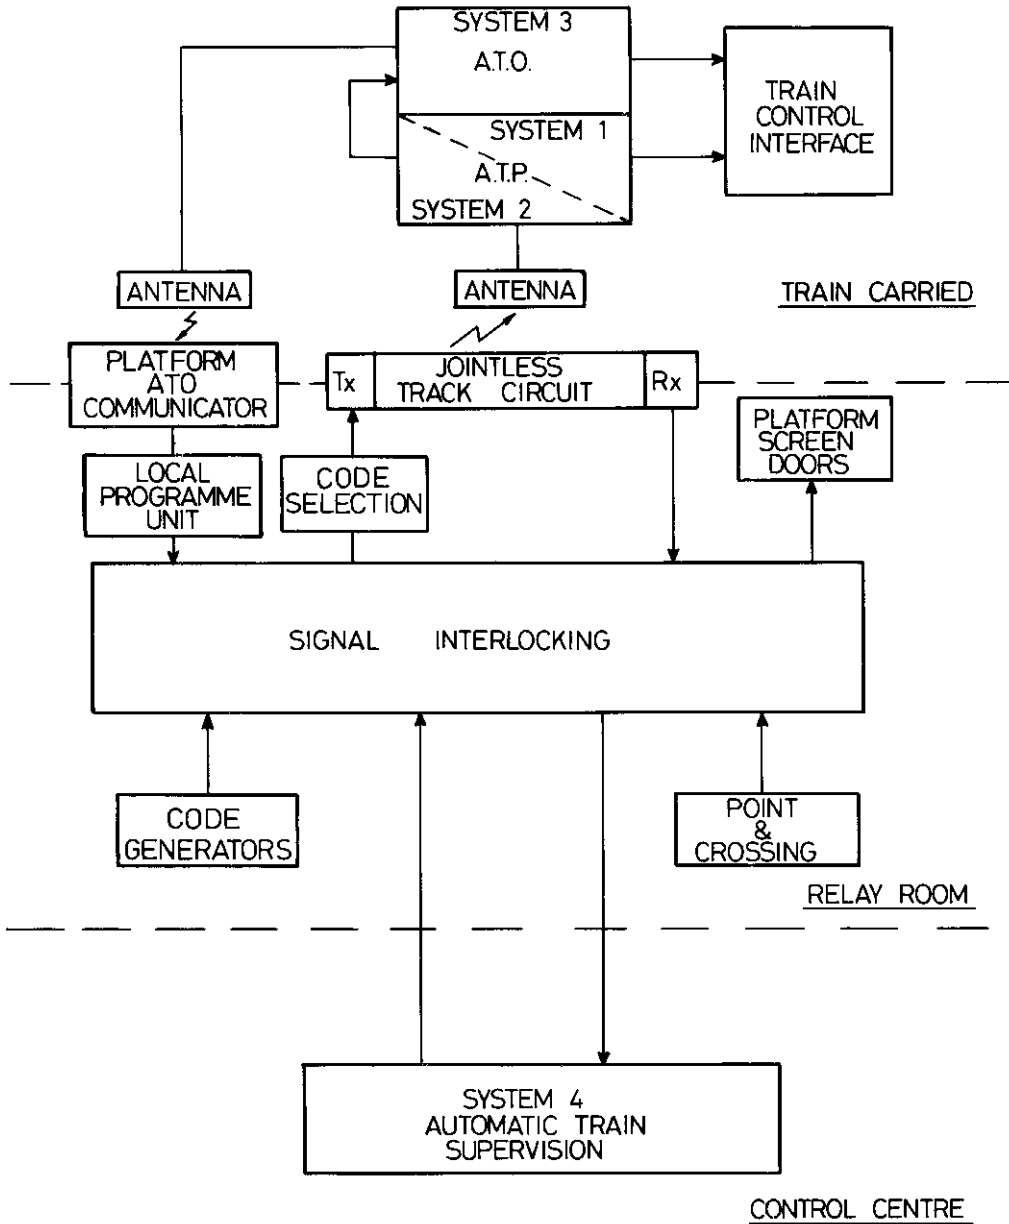 SYSTEM 3
A.T.O.
SYSTEM 1
A.T.P.
SYSTEM 2
TRAIN
CONTROL
INTERFACE
ANTENNA
ANTENNA
TRAIN CARRIED
PLATFORM
ATO
COMMUNICATOR
Tx
JOINTLESS
TRACK CIRCUIT
Rx
PLATFORM
SCREEN
DOORS
LOCAL
PROGRAMME
UNIT
CODE
SELECTION
SIGNAL INTERLOCKING
CODE
GENERATORS
POINT
&
CROSSING
RELAY ROOM
SYSTEM 4
AUTOMATIC TRAIN
SUPERVISION
CONTROL CENTRE